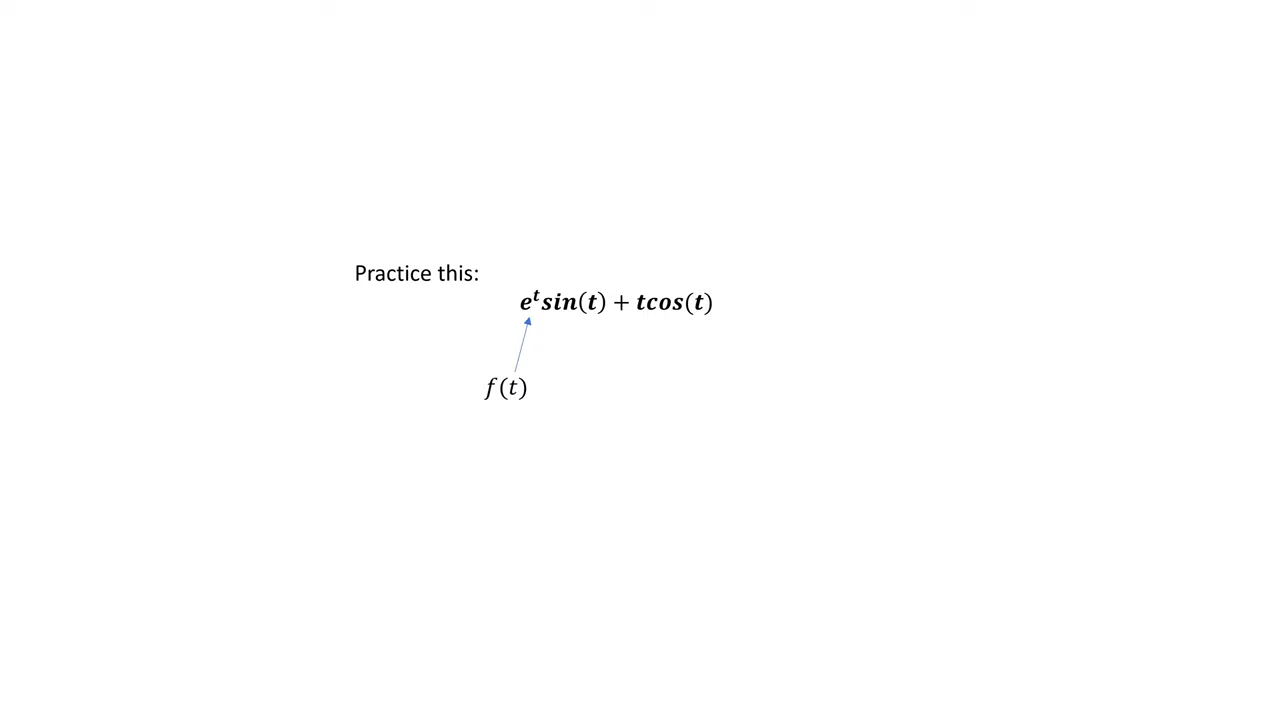 Practice this:
e^t sin(t) + tcos(t)
f(t)